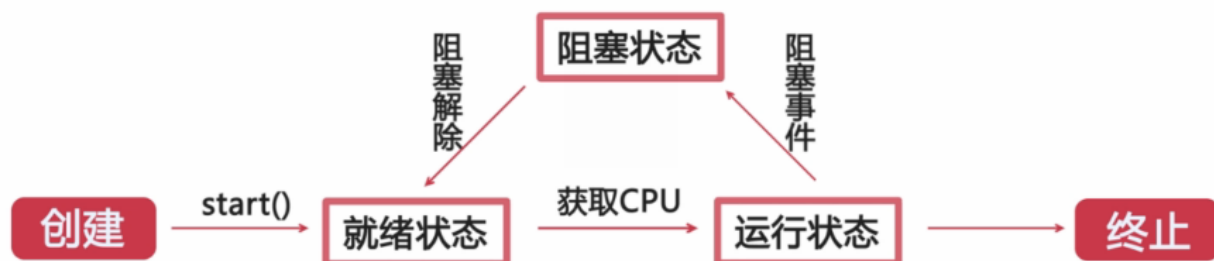 阻塞状态
阻塞解除
阻塞事件
创建
start()
就绪状态
获取CPU
运行状态
终止